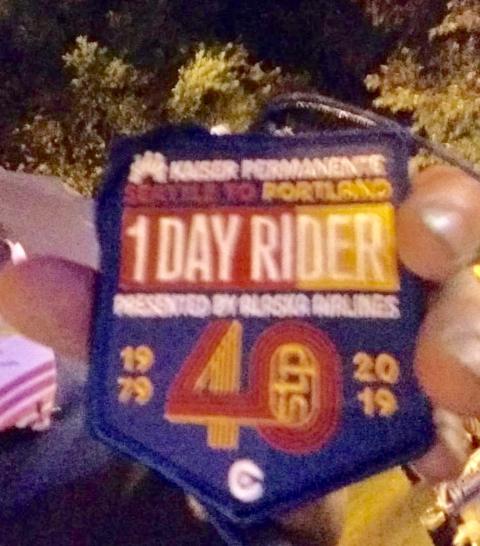 KAISER PERMANENTE
SEATTLE TO PORTLAND
1 DAY RIDER
PRESENTED BY ALASKA AIRLINES
19 79
40
STP
20 19